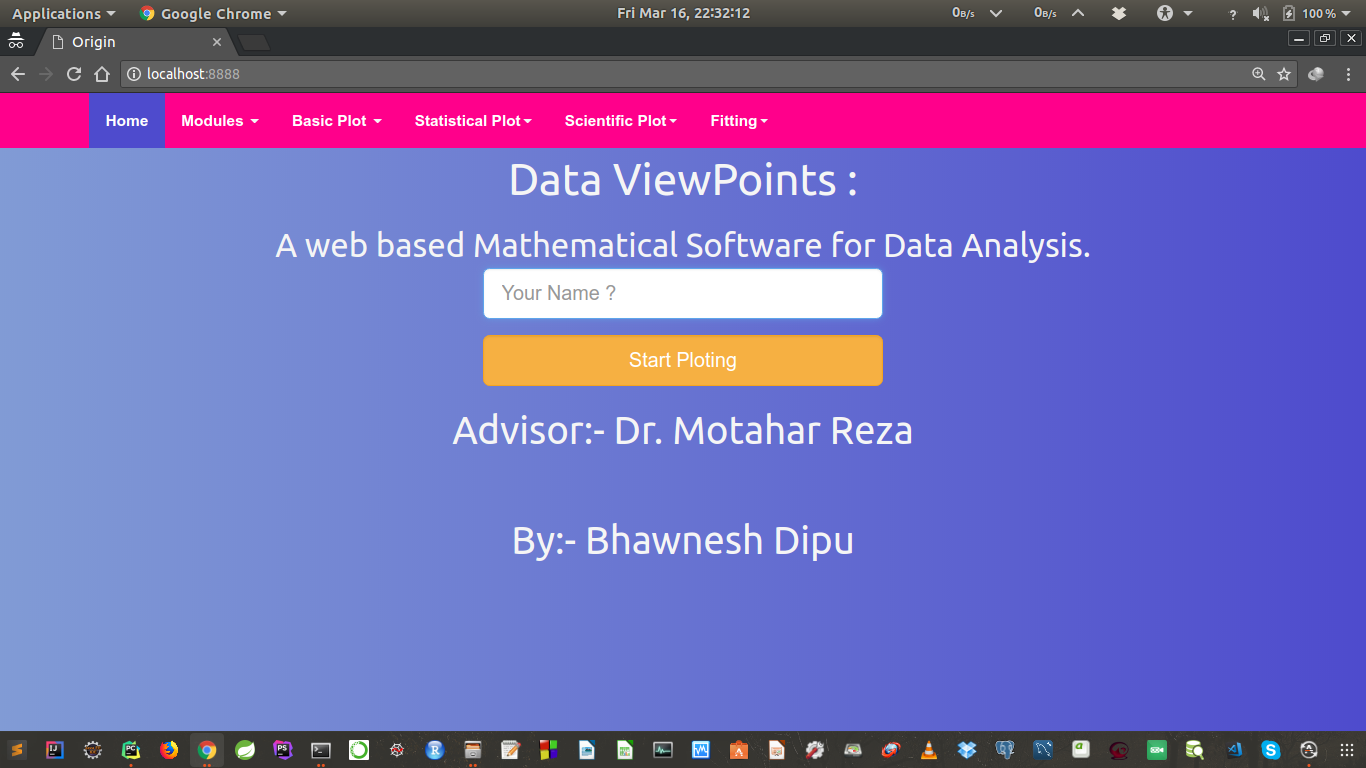 Applications Google Chrome Fri Mar 16, 22:32:12 0B/s 0B/s ? 100 %
Origin
localhost:8888
Home Modules Basic Plot Statistical Plot Scientific Plot Fitting
Data ViewPoints :
A web based Mathematical Software for Data Analysis.
Your Name ?
Start Ploting
Advisor:- Dr. Motahar Reza
By:- Bhawnesh Dipu